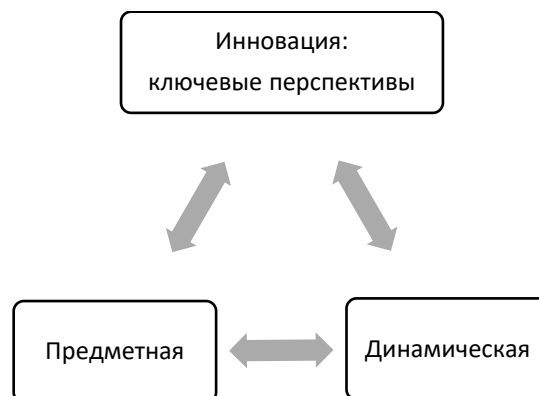 Инновация:
ключевые перспективы
Предметная
Динамическая